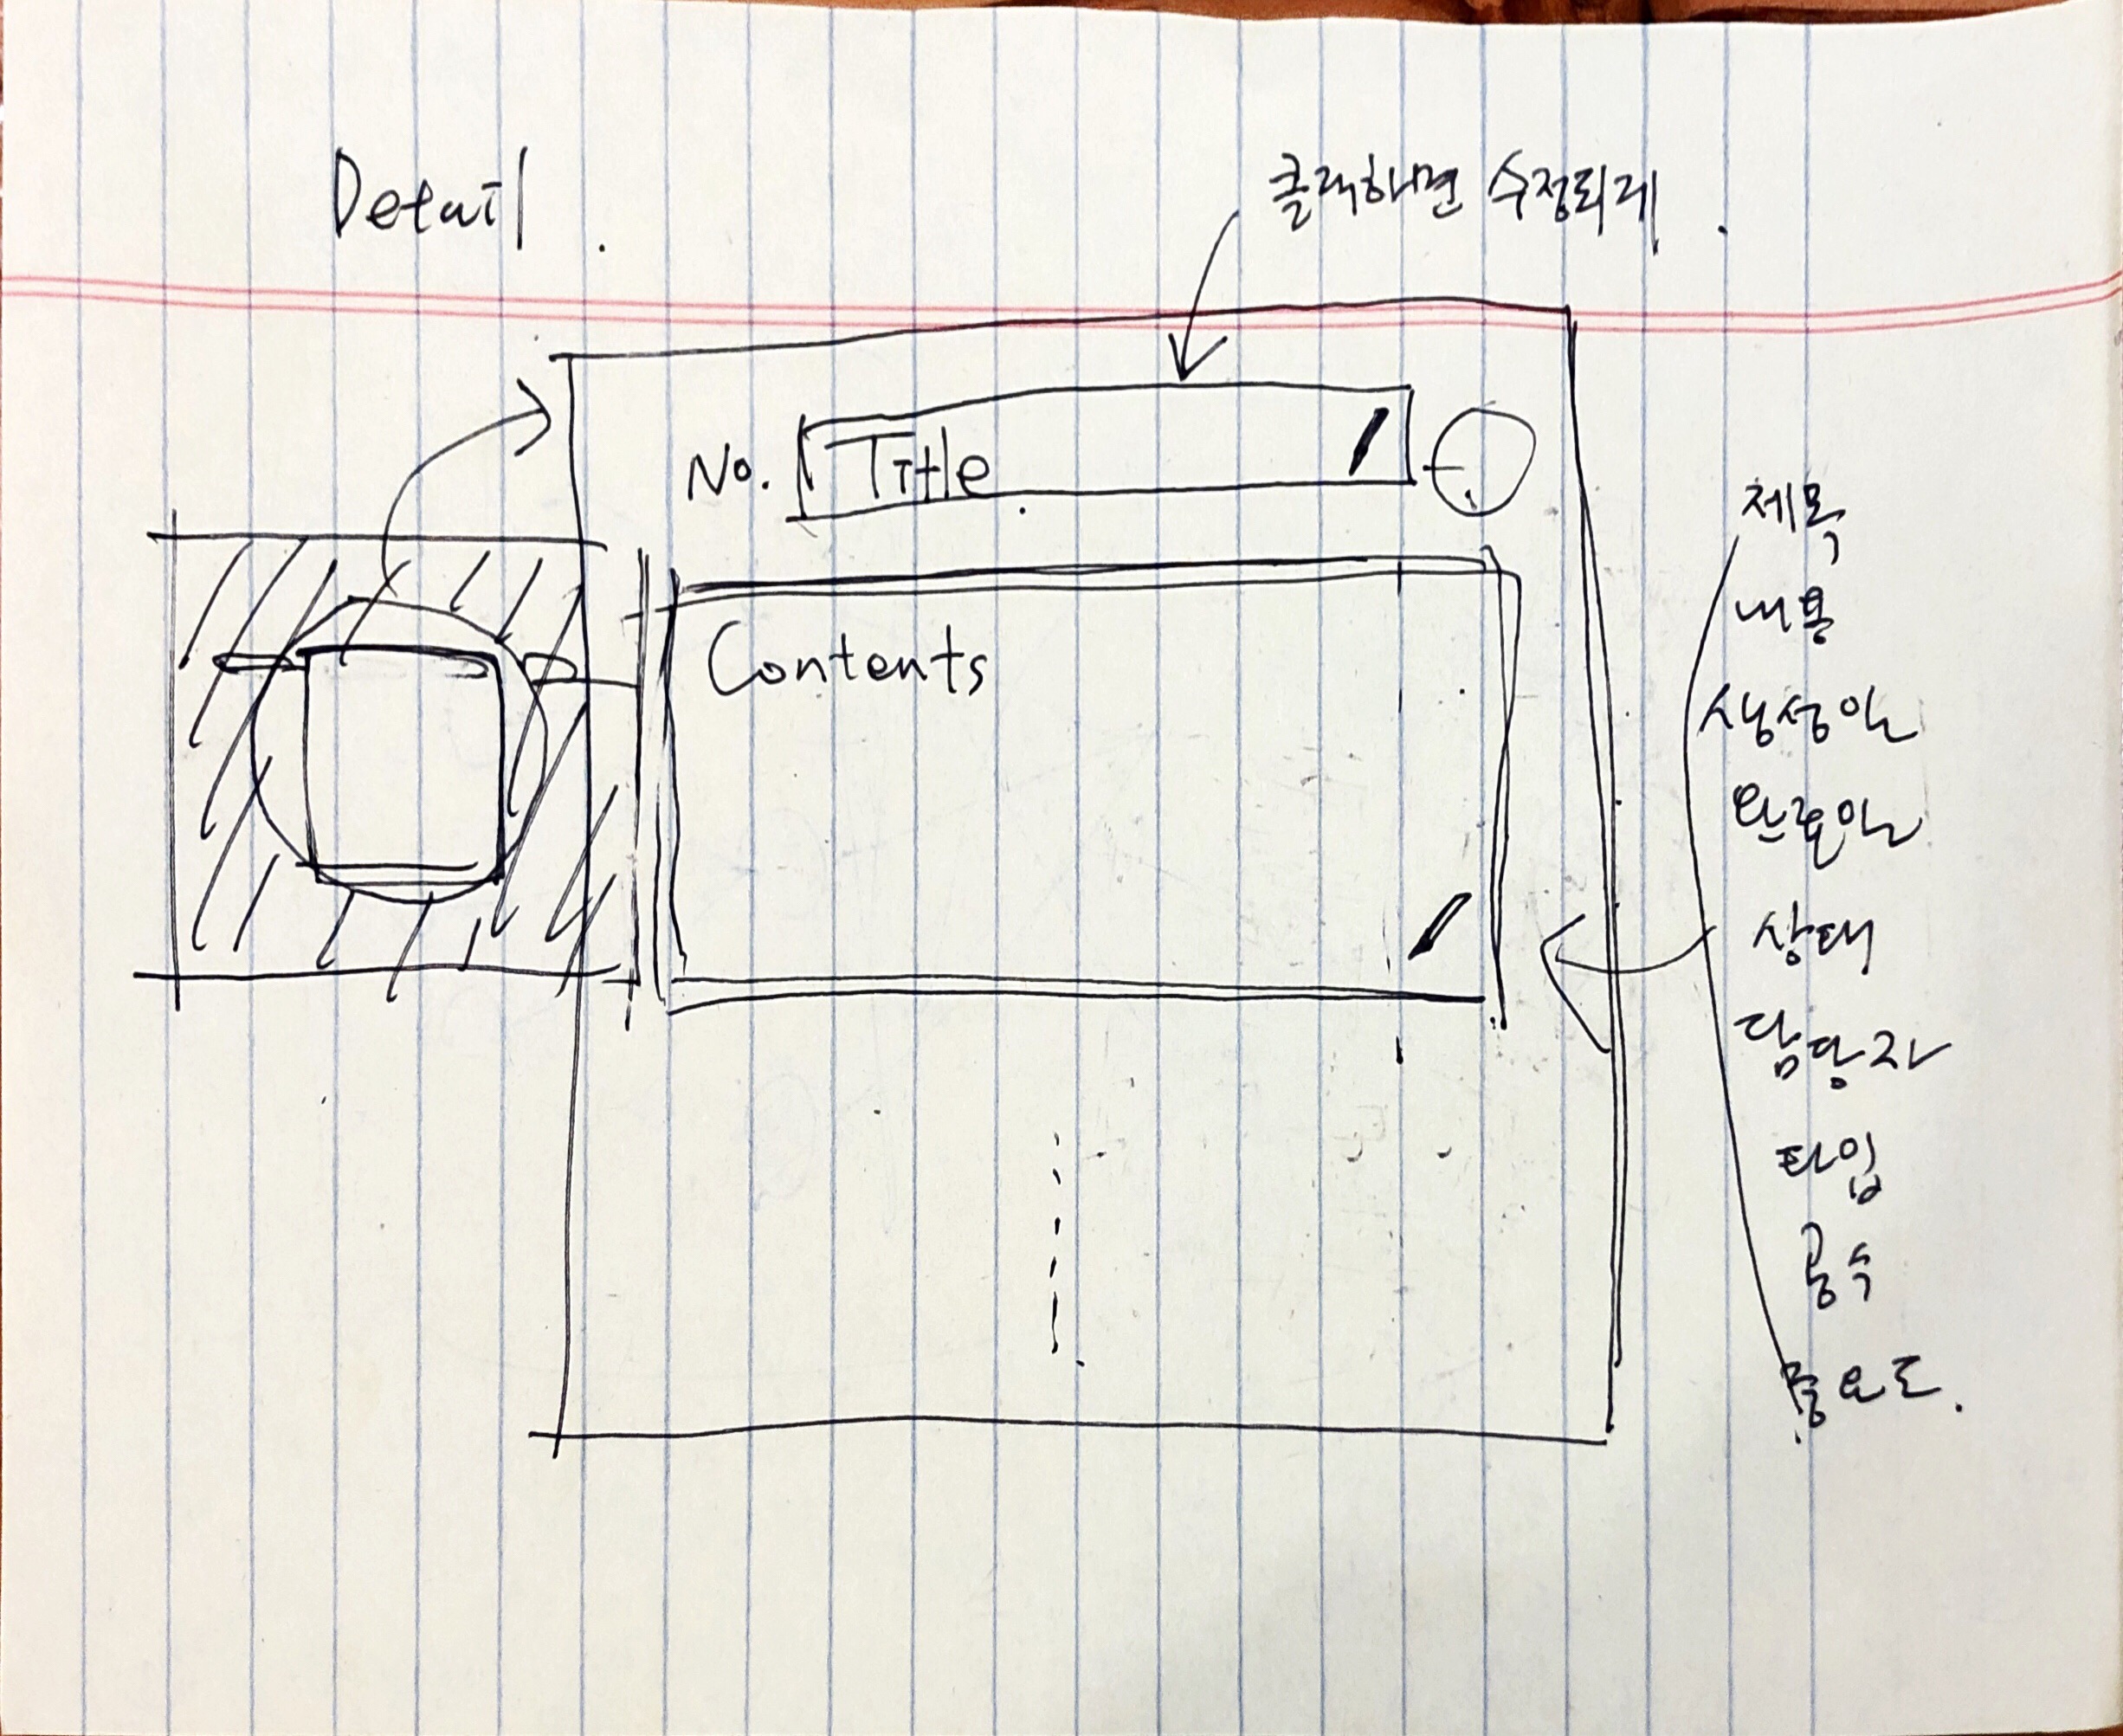 Detail.
클릭하면 수정되게.
No. Title
Contents
제목
내용
생성일
완료일
상태
담당자
타입
공수
중요도.